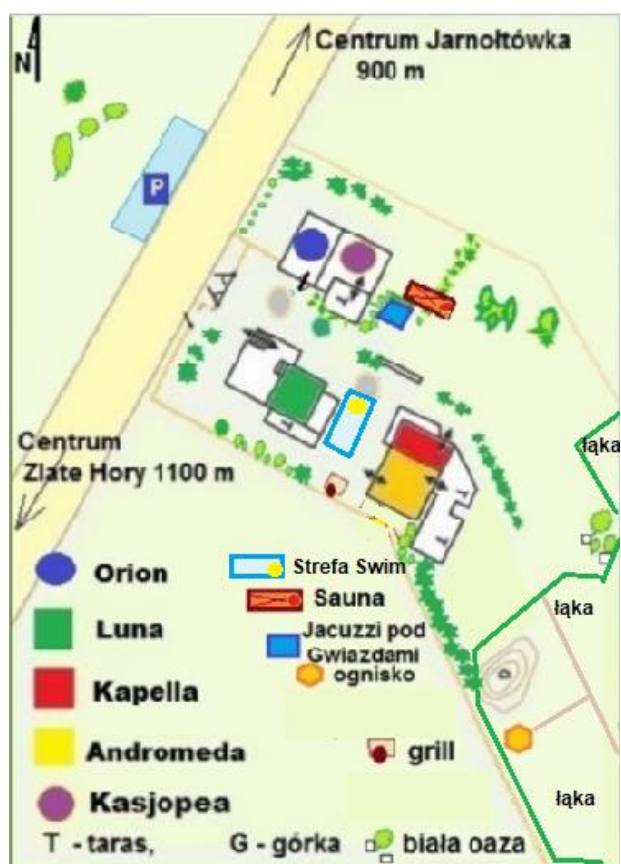 N
Centrum Jarnołtówka
900 m
P
T
T
T
T
łąka
Centrum
Zlate Hory 1100 m
Orion
Strefa Swim
Sauna
łąka
Luna
Jacuzzi pod
Gwiazdami
ognisko
Kapella
Andromeda
grill
Kasjopea
łąka
T - taras,
G - górka
biała oaza